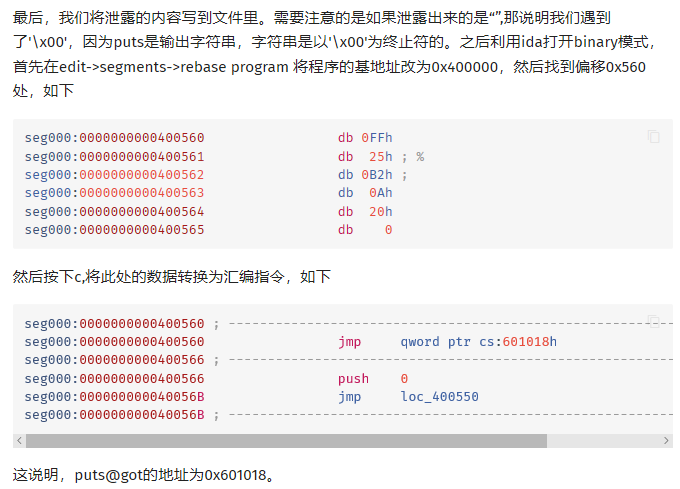 最后，我们将泄露的内容写到文件里。需要注意的是如果泄露出来的是“”,那说明我们遇到
了'\x00'，因为puts是输出字符串，字符串是以'\x00'为终止符的。之后利用ida打开binary模式，
首先在edit->segments->rebase program 将程序的基地址改为0x400000，然后找到偏移0x560
处，如下
seg000:0000000000400560                 db 0FFh
seg000:0000000000400561                 db  25h ; %
seg000:0000000000400562                 db 0B2h ;
seg000:0000000000400563                 db  0Ah
seg000:0000000000400564                 db  20h
seg000:0000000000400565                 db    0
然后按下c,将此处的数据转换为汇编指令，如下
seg000:0000000000400560 ; ---------------------------------------------------------
seg000:0000000000400560                 jmp     qword ptr cs:601018h
seg000:0000000000400566 ; ---------------------------------------------------------
seg000:0000000000400566                 push    0
seg000:000000000040056B                 jmp     loc_400550
seg000:000000000040056B ; ---------------------------------------------------------
这说明，puts@got的地址为0x601018。